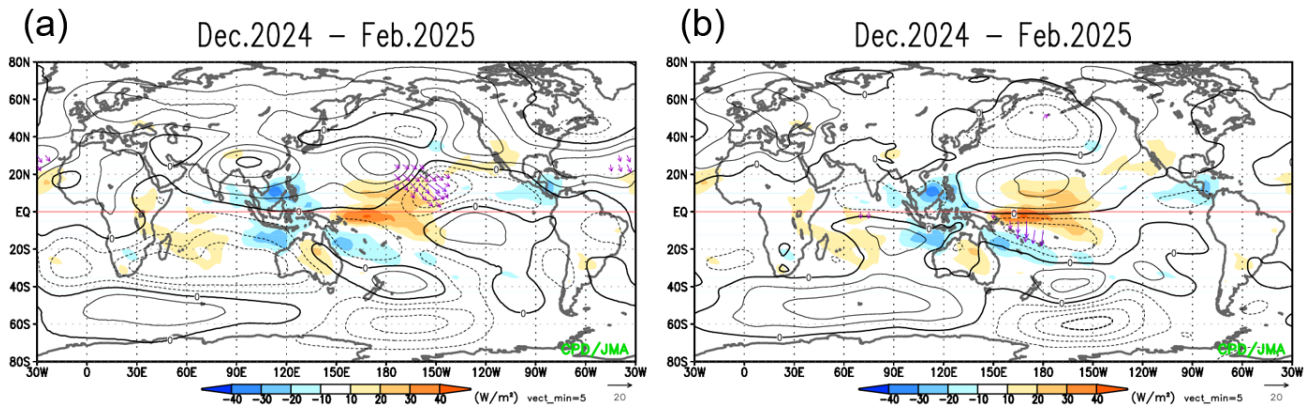 (a) Dec.2024 – Feb.2025
80N
60N
40N
20N
EQ
20S
40S
60S
80S
30W 0 30E 60E 90E 120E 150E 180 150W 120W 90W 60W 30W
CPD/JMA
-40 -30 -20 -10 10 20 30 40 (W/m²) vect_min=5 20
(b) Dec.2024 – Feb.2025
80N
60N
40N
20N
EQ
20S
40S
60S
80S
30W 0 30E 60E 90E 120E 150E 180 150W 120W 90W 60W 30W
CPD/JMA
-40 -30 -20 -10 10 20 30 40 (W/m²) vect_min=5 20